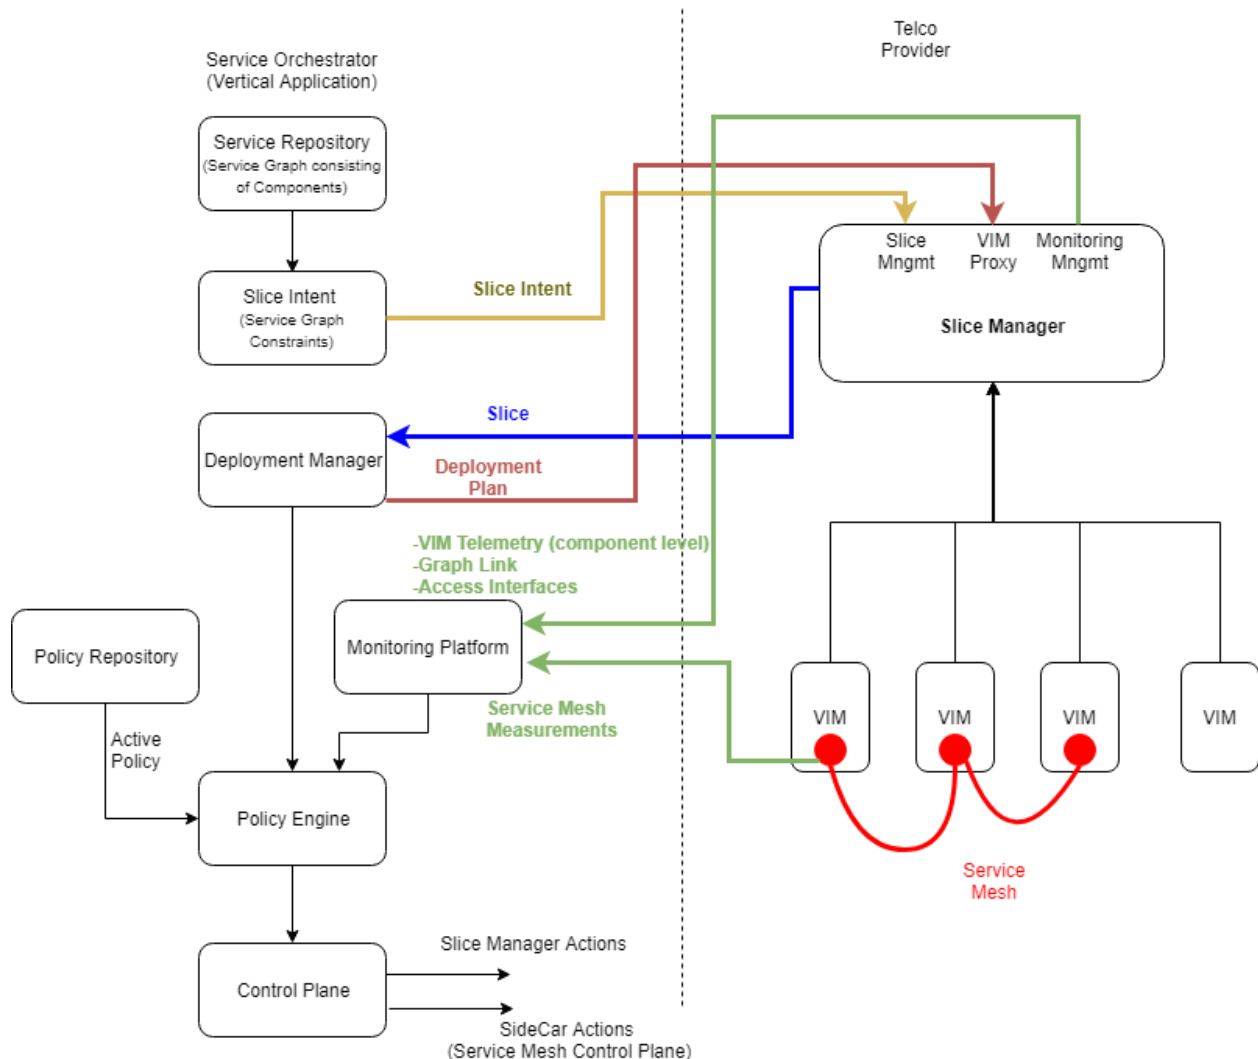 Telco
Provider
Service Orchestrator
(Vertical Application)
Service Repository
(Service Graph consisting
of Components)
Slice Intent
(Service Graph
Constraints)
Slice Intent
Slice
Mngmt
VIM
Proxy
Monitoring
Mngmt
Slice Manager
Slice
Deployment Manager
Deployment
Plan
-VIM Telemetry (component level)
-Graph Link
-Access Interfaces
Policy Repository
Monitoring Platform
Service Mesh
Measurements
VIM
VIM
VIM
VIM
Active
Policy
Policy Engine
Service
Mesh
Slice Manager Actions
Control Plane
SideCar Actions
(Service Mesh Control Plane)